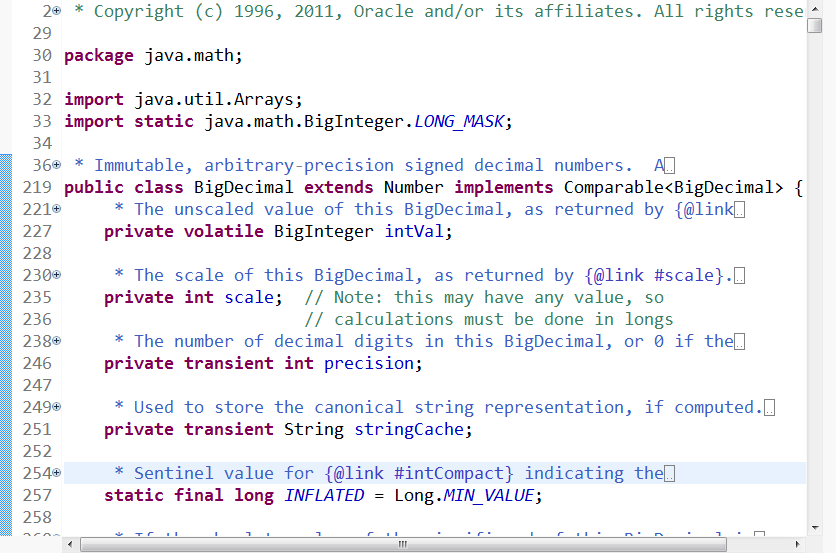 2 * Copyright (c) 1996, 2011, Oracle and/or its affiliates. All rights rese
29
30 package java.math;
31
32 import java.util.Arrays;
33 import static java.math.BigInteger.LONG_MASK;
34
36 * Immutable, arbitrary-precision signed decimal numbers.  A
219 public class BigDecimal extends Number implements Comparable<BigDecimal> {
221 * The unscaled value of this BigDecimal, as returned by {@link
227 private volatile BigInteger intVal;
228
230 * The scale of this BigDecimal, as returned by {@link #scale}.
235 private int scale;  // Note: this may have any value, so
236 // calculations must be done in longs
238 * The number of decimal digits in this BigDecimal, or 0 if the
246 private transient int precision;
247
249 * Used to store the canonical string representation, if computed.
251 private transient String stringCache;
252
254 * Sentinel value for {@link #intCompact} indicating the
257 static final long INFLATED = Long.MIN_VALUE;
258